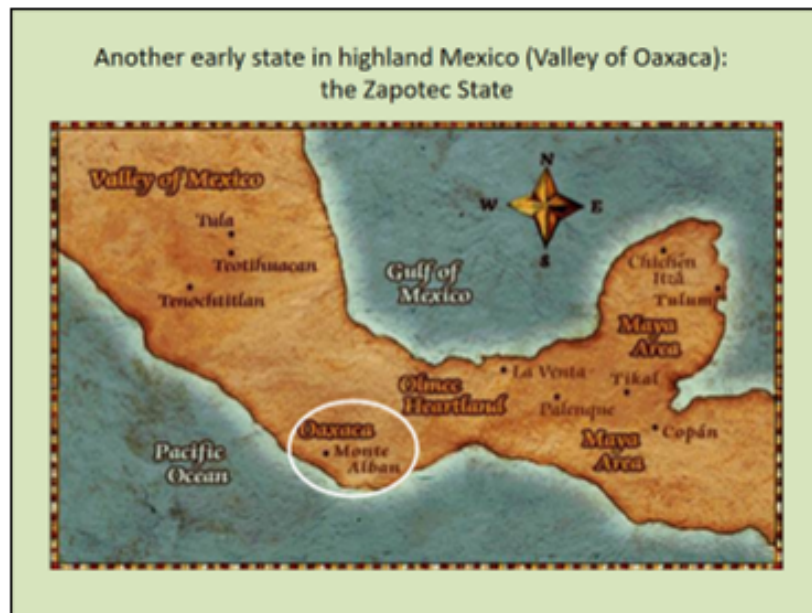 Another early state in highland Mexico (Valley of Oaxaca):
the Zapotec State
Valley of Mexico
Tula
Teotihuacan
Tenochtitlan
N
W
E
S
Gulf of
Mexico
Chichén
Itzá
Tulum
Maya
Area
La Venta
Tikal
Olmec
Heartland
Palenque
Copán
Maya
Area
Oaxaca
Monte
Alban
Pacific
Ocean